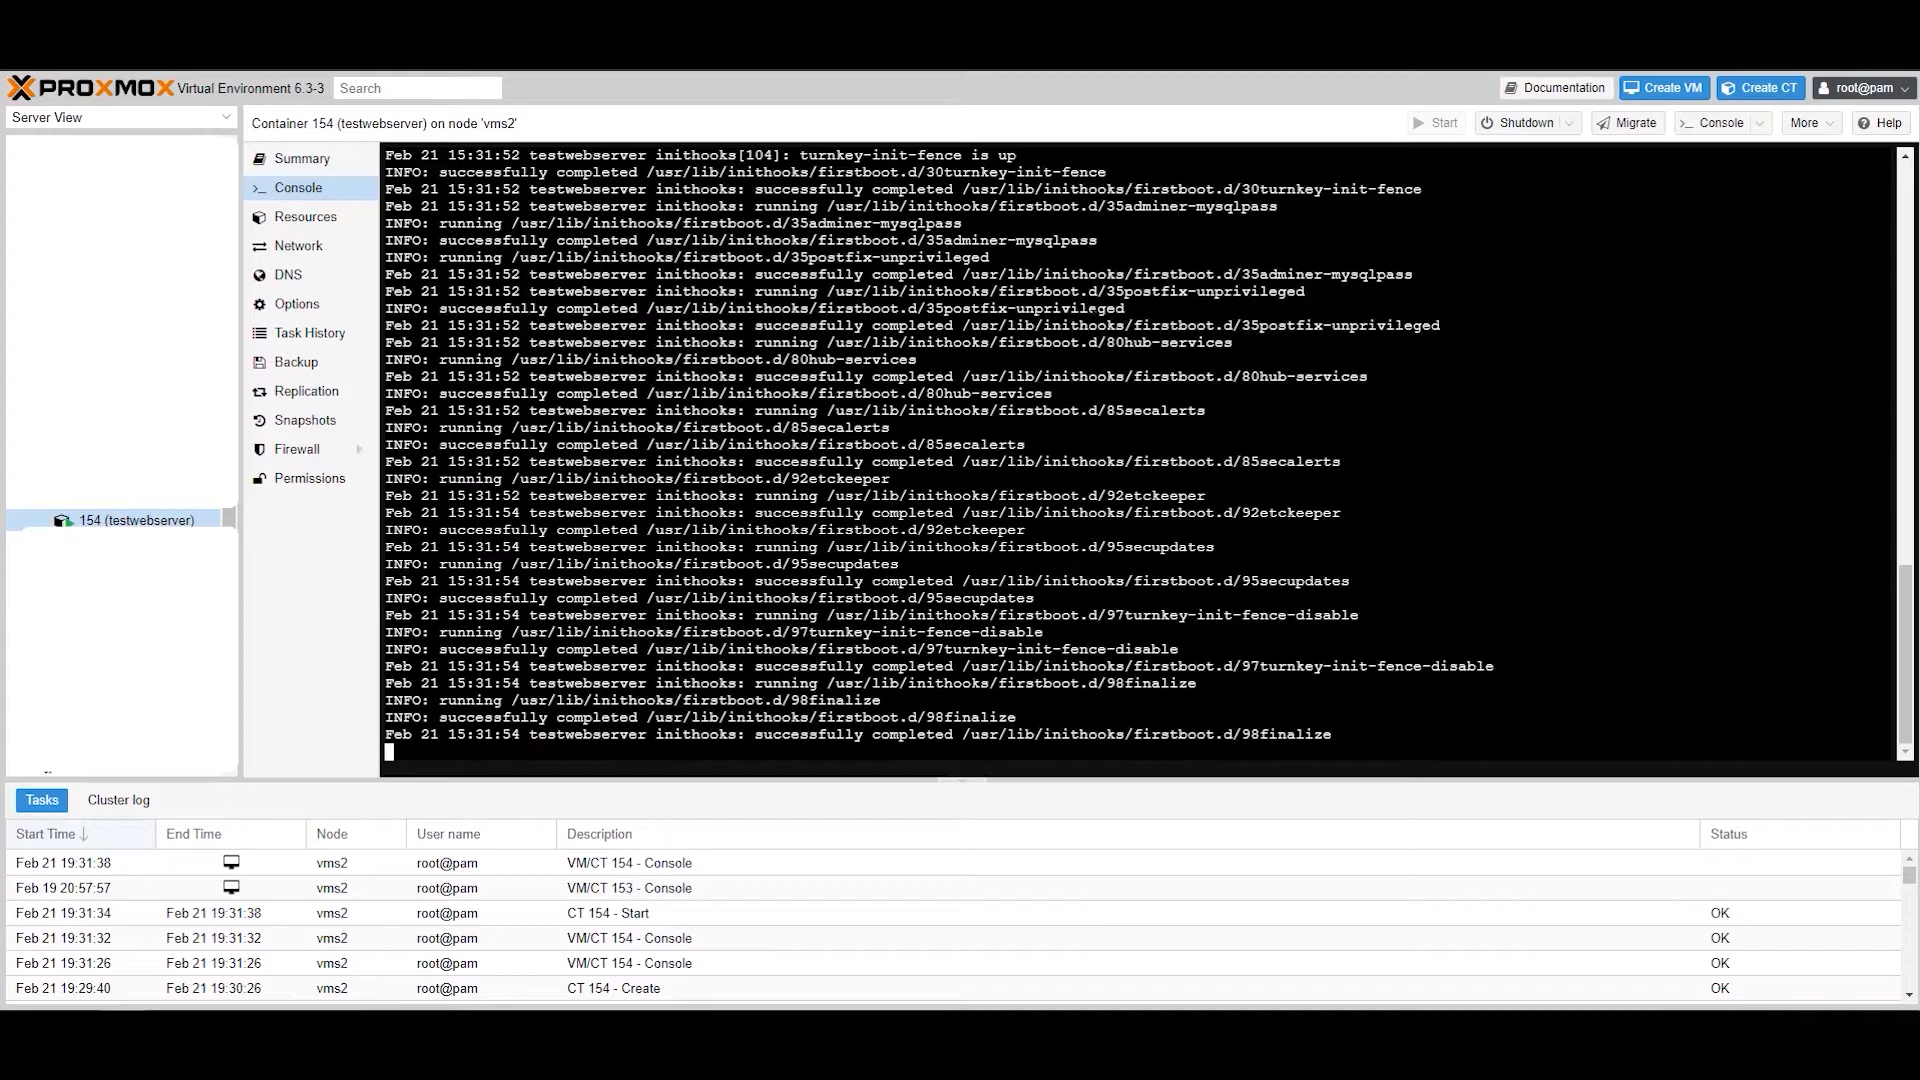 PROXMOX Virtual Environment 6.3-3 Search Documentation Create VM Create CT root@pam
Server View
Container 154 (testwebserver) on node 'vms2' Start Shutdown Migrate >_ Console More Help
Summary
>_ Console
Resources
Network
DNS
Options
Task History
Backup
Replication
Snapshots
Firewall
Permissions
154 (testwebserver)
Feb 21 15:31:52 testwebserver inithooks[104]: turnkey-init-fence is up
INFO: successfully completed /usr/lib/inithooks/firstboot.d/30turnkey-init-fence
Feb 21 15:31:52 testwebserver inithooks: successfully completed /usr/lib/inithooks/firstboot.d/30turnkey-init-fence
Feb 21 15:31:52 testwebserver inithooks: running /usr/lib/inithooks/firstboot.d/35adminer-mysqlpass
INFO: running /usr/lib/inithooks/firstboot.d/35adminer-mysqlpass
INFO: successfully completed /usr/lib/inithooks/firstboot.d/35adminer-mysqlpass
INFO: running /usr/lib/inithooks/firstboot.d/35postfix-unprivileged
Feb 21 15:31:52 testwebserver inithooks: successfully completed /usr/lib/inithooks/firstboot.d/35adminer-mysqlpass
Feb 21 15:31:52 testwebserver inithooks: running /usr/lib/inithooks/firstboot.d/35postfix-unprivileged
INFO: successfully completed /usr/lib/inithooks/firstboot.d/35postfix-unprivileged
Feb 21 15:31:52 testwebserver inithooks: successfully completed /usr/lib/inithooks/firstboot.d/35postfix-unprivileged
Feb 21 15:31:52 testwebserver inithooks: running /usr/lib/inithooks/firstboot.d/80hub-services
INFO: running /usr/lib/inithooks/firstboot.d/80hub-services
Feb 21 15:31:52 testwebserver inithooks: successfully completed /usr/lib/inithooks/firstboot.d/80hub-services
INFO: successfully completed /usr/lib/inithooks/firstboot.d/80hub-services
Feb 21 15:31:52 testwebserver inithooks: running /usr/lib/inithooks/firstboot.d/85secalerts
INFO: running /usr/lib/inithooks/firstboot.d/85secalerts
INFO: successfully completed /usr/lib/inithooks/firstboot.d/85secalerts
Feb 21 15:31:52 testwebserver inithooks: successfully completed /usr/lib/inithooks/firstboot.d/85secalerts
INFO: running /usr/lib/inithooks/firstboot.d/92etckeeper
Feb 21 15:31:52 testwebserver inithooks: running /usr/lib/inithooks/firstboot.d/92etckeeper
Feb 21 15:31:54 testwebserver inithooks: successfully completed /usr/lib/inithooks/firstboot.d/92etckeeper
INFO: successfully completed /usr/lib/inithooks/firstboot.d/92etckeeper
Feb 21 15:31:54 testwebserver inithooks: running /usr/lib/inithooks/firstboot.d/95secupdates
INFO: running /usr/lib/inithooks/firstboot.d/95secupdates
Feb 21 15:31:54 testwebserver inithooks: successfully completed /usr/lib/inithooks/firstboot.d/95secupdates
INFO: successfully completed /usr/lib/inithooks/firstboot.d/95secupdates
Feb 21 15:31:54 testwebserver inithooks: running /usr/lib/inithooks/firstboot.d/97turnkey-init-fence-disable
INFO: running /usr/lib/inithooks/firstboot.d/97turnkey-init-fence-disable
INFO: successfully completed /usr/lib/inithooks/firstboot.d/97turnkey-init-fence-disable
Feb 21 15:31:54 testwebserver inithooks: successfully completed /usr/lib/inithooks/firstboot.d/97turnkey-init-fence-disable
Feb 21 15:31:54 testwebserver inithooks: running /usr/lib/inithooks/firstboot.d/98finalize
INFO: running /usr/lib/inithooks/firstboot.d/98finalize
INFO: successfully completed /usr/lib/inithooks/firstboot.d/98finalize
Feb 21 15:31:54 testwebserver inithooks: successfully completed /usr/lib/inithooks/firstboot.d/98finalize
Tasks Cluster log
Start Time End Time Node User name Description Status
Feb 21 19:31:38 vms2 root@pam VM/CT 154 - Console
Feb 19 20:57:57 vms2 root@pam VM/CT 153 - Console
Feb 21 19:31:34 Feb 21 19:31:38 vms2 root@pam CT 154 - Start OK
Feb 21 19:31:32 Feb 21 19:31:32 vms2 root@pam VM/CT 154 - Console OK
Feb 21 19:31:26 Feb 21 19:31:26 vms2 root@pam VM/CT 154 - Console OK
Feb 21 19:29:40 Feb 21 19:30:26 vms2 root@pam CT 154 - Create OK